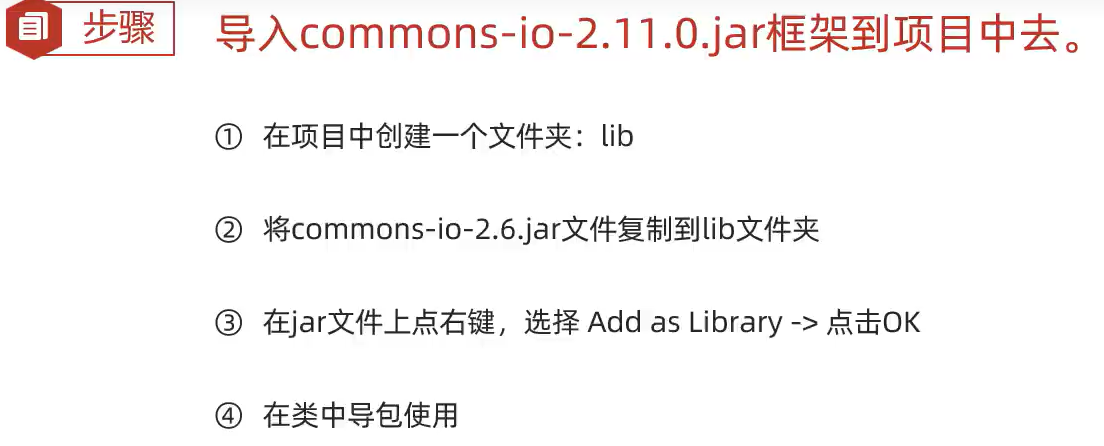 步骤
导入commons-io-2.11.0.jar框架到项目中去。
① 在项目中创建一个文件夹：lib
② 将commons-io-2.6.jar文件复制到lib文件夹
③ 在jar文件上点右键，选择 Add as Library -> 点击OK
④ 在类中导包使用